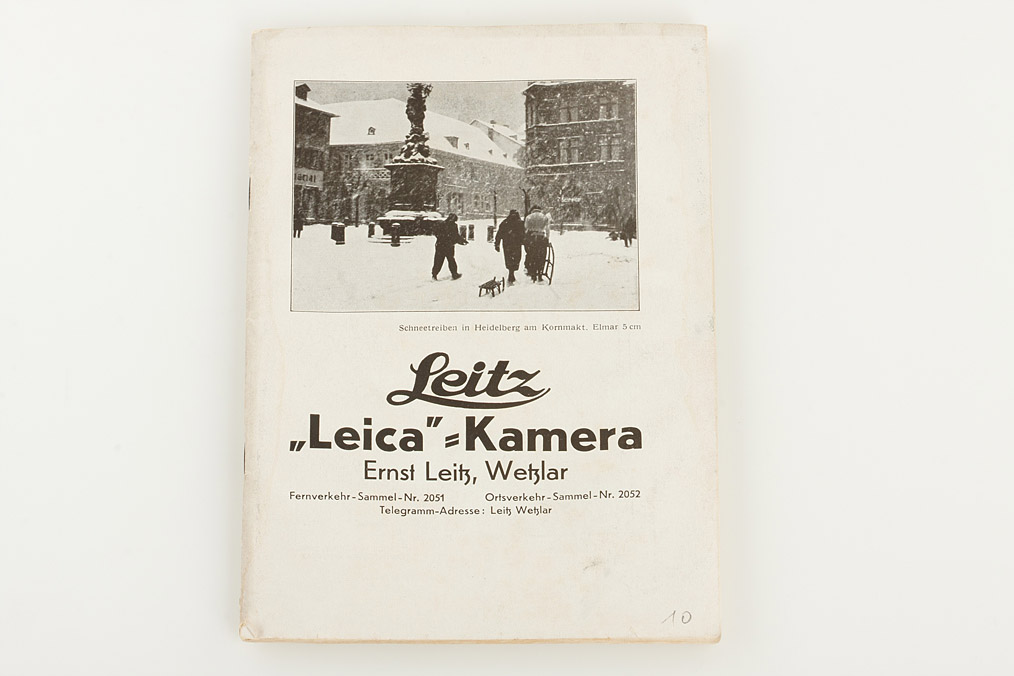 Schneetreiben in Heidelberg am Kornmakt. Elmar 5 cm
Leitz
„Leica”=Kamera
Ernst Leitz, Wetzlar
Fernverkehr-Sammel-Nr. 2051 Ortsverkehr-Sammel-Nr. 2052
Telegramm-Adresse: Leitz Wetzlar
10